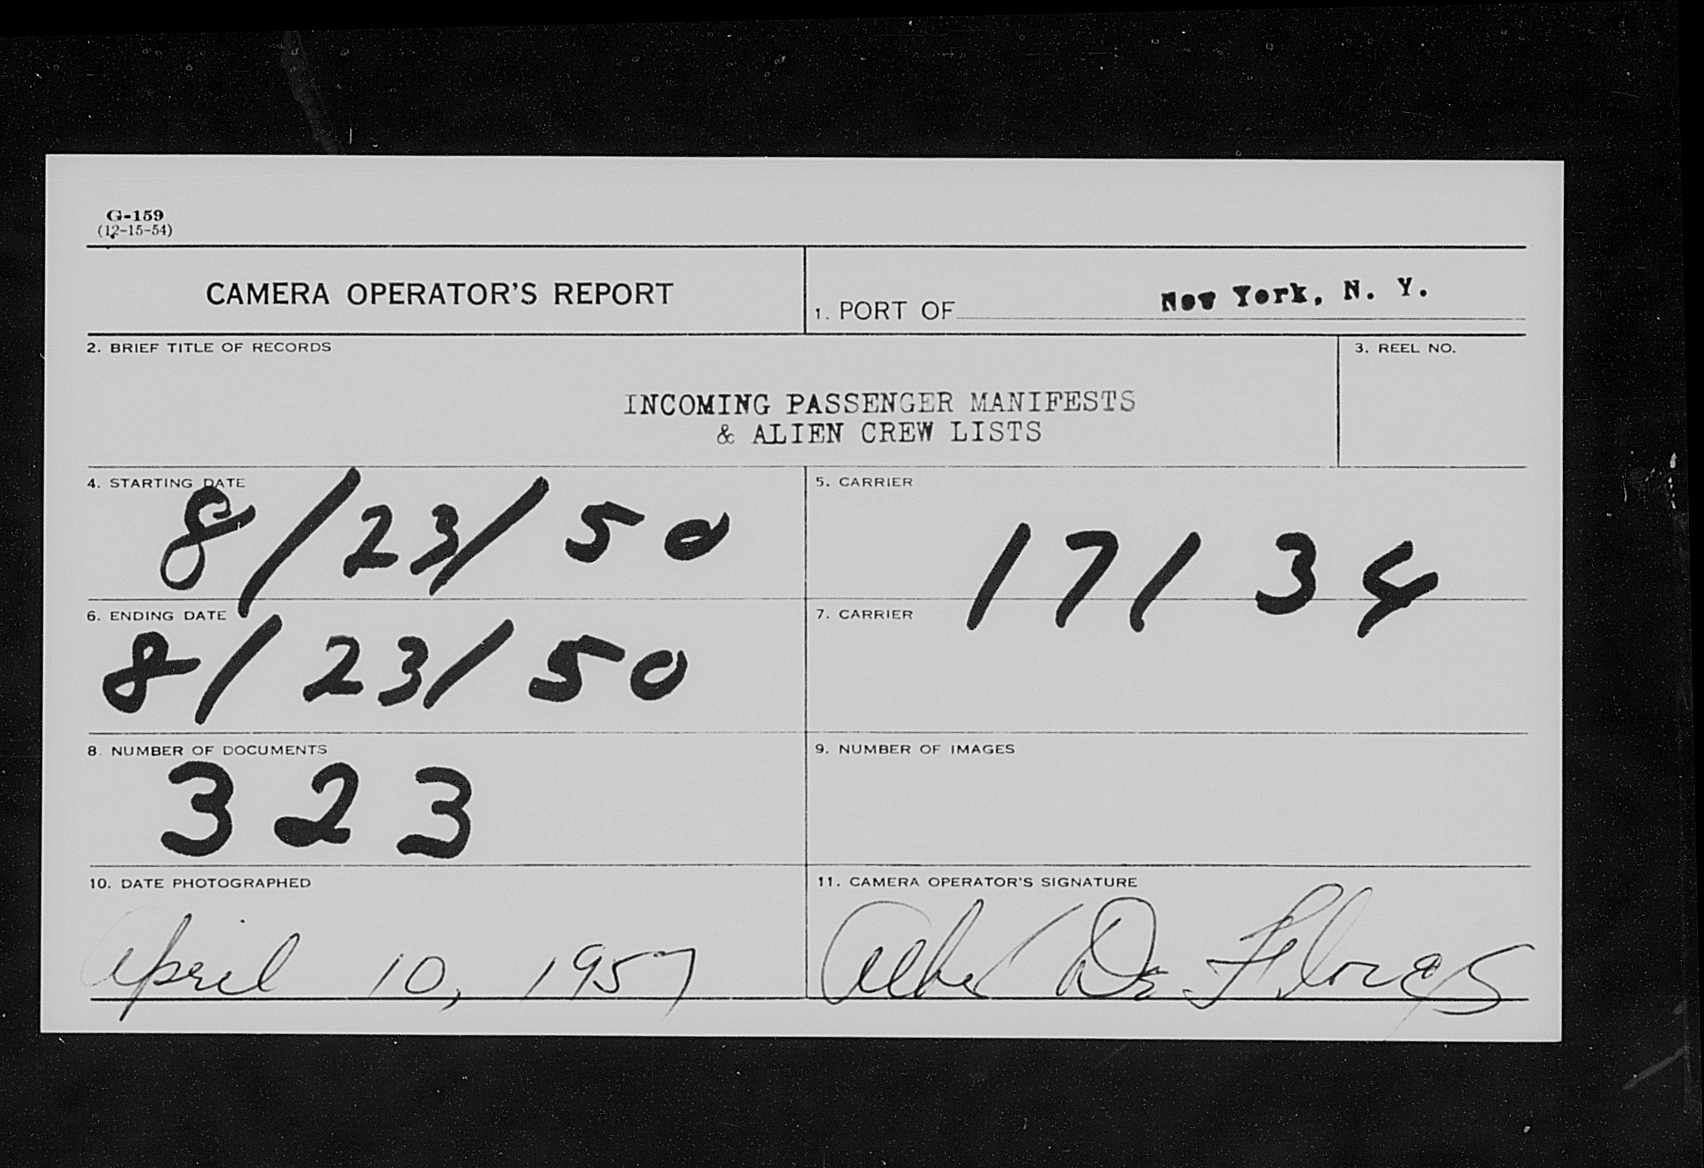 G-159
(12-15-54)
CAMERA OPERATOR'S REPORT
1. PORT OF New York, N. Y.
2. BRIEF TITLE OF RECORDS
3. REEL NO.
INCOMING PASSENGER MANIFESTS
& ALIEN CREW LISTS
4. STARTING DATE
8/23/50
5. CARRIER
17134
6. ENDING DATE
8/23/50
7. CARRIER
8. NUMBER OF DOCUMENTS
323
9. NUMBER OF IMAGES
10. DATE PHOTOGRAPHED
April 10, 1957
11. CAMERA OPERATOR'S SIGNATURE